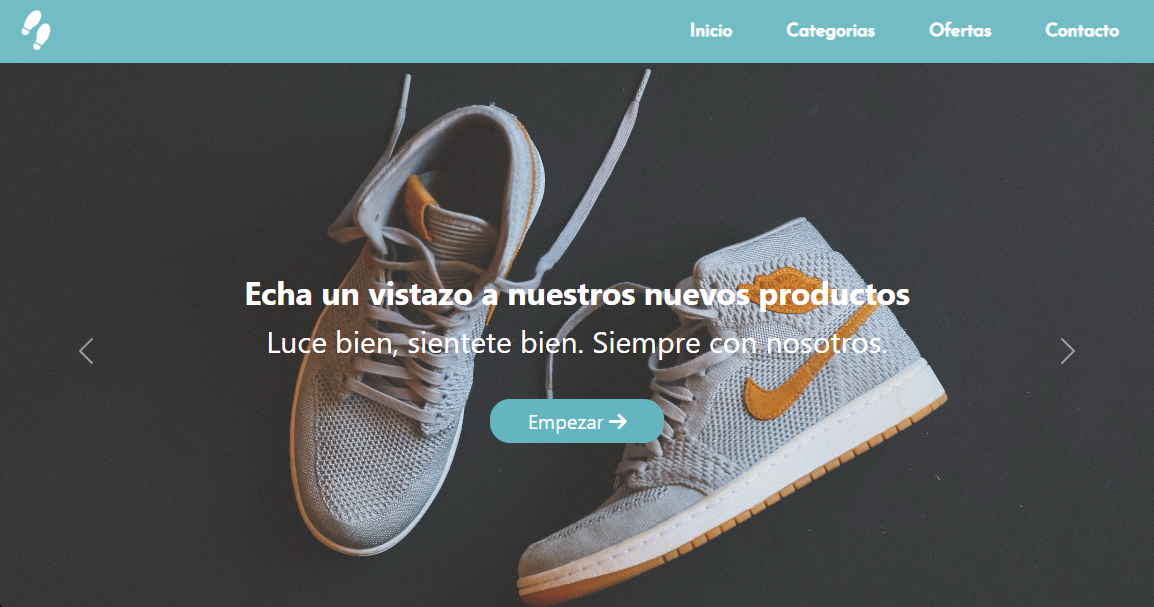 Inicio Categorias Ofertas Contacto
Echa un vistazo a nuestros nuevos productos
Luce bien, sientete bien. Siempre con nosotros.
Empezar